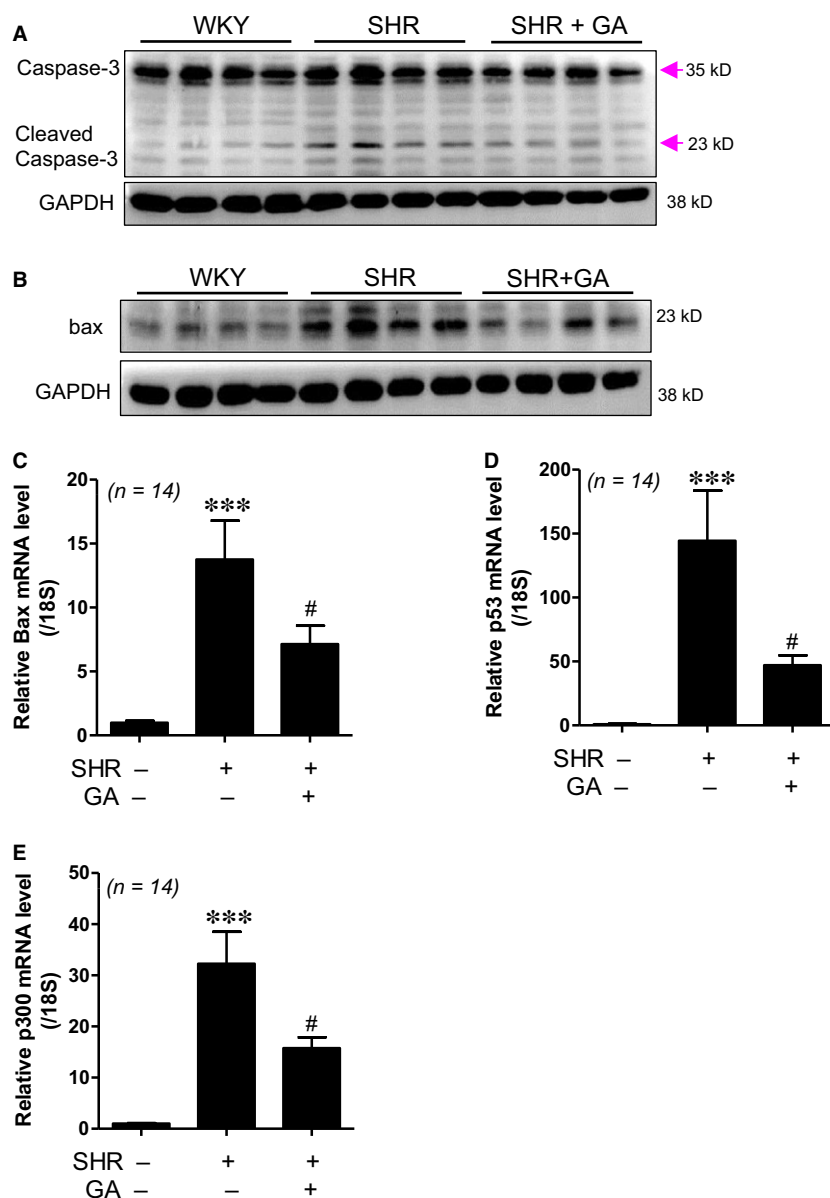 A
WKY SHR SHR + GA
Caspase-3 35 kD
Cleaved
Caspase-3 23 kD
GAPDH 38 kD
B
WKY SHR SHR+GA
bax 23 kD
GAPDH 38 kD
C
Relative Bax mRNA level
(/18S)
20
15
10
5
0
(n = 14)
***
#
SHR – + +
GA – – +
D
Relative p53 mRNA level
(/18S)
200
150
100
50
0
(n = 14)
***
#
SHR – + +
GA – – +
E
Relative p300 mRNA level
(/18S)
50
40
30
20
10
0
(n = 14)
***
#
SHR – + +
GA – – +